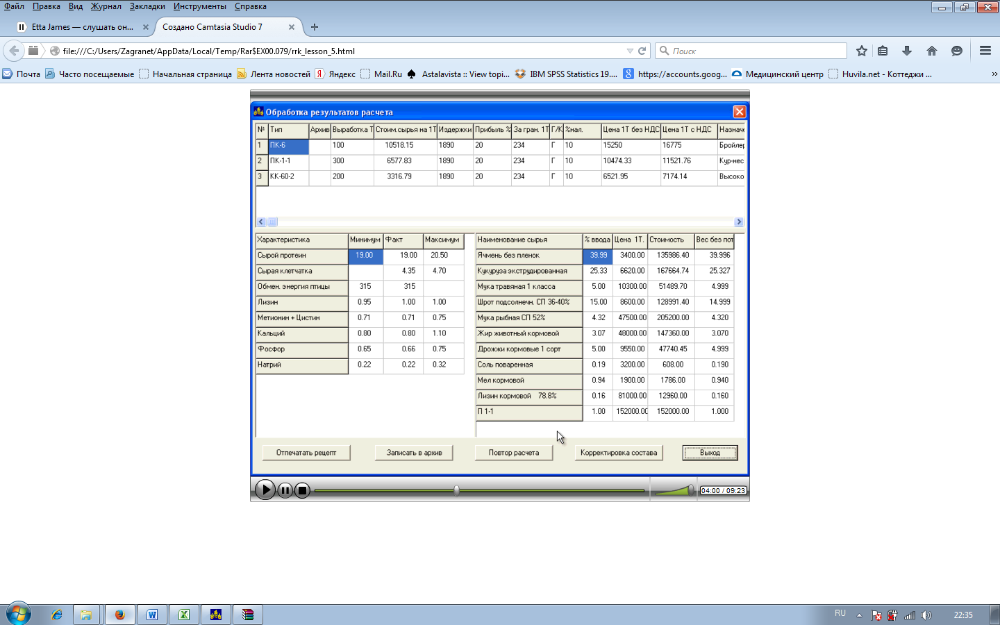 Файл Правка Вид Журнал Закладки Инструменты Справка
Etta James — слушать он... Создано Camtasia Studio 7
file:///C:/Users/Zagranet/AppData/Local/Temp/Rar$EX00.079/rrk_lesson_5.html Поиск
Почта Часто посещаемые Начальная страница Лента новостей Яндекс Mail.Ru Astalavista :: View topi... IBM SPSS Statistics 19.... https://accounts.goog... Медицинский центр Huvila.net - Коттеджи ... »
Обработка результатов расчета
№ Тип Архив Выработка Т Стоим.сырья на 1Т Издержки Прибыль % За гран. 1Т Г/К %нал. Цена 1Т без НДС Цена 1Т с НДС Назначе
1 ПК-6 100 10518.15 1890 20 234 Г 10 15250 16775 Бройлер
2 ПК-1-1 300 6577.83 1890 20 234 Г 10 10474.33 11521.76 Кур-нес
3 КК-60-2 200 3316.79 1890 20 234 Г 10 6521.95 7174.14 Высоко
Характеристика Минимум Факт Максимум
Сырой протеин 19.00 19.00 20.50
Сырая клетчатка 4.35 4.70
Обмен. энергия птицы 315 315
Лизин 0.95 1.00 1.00
Метионин + Цистин 0.71 0.71 0.75
Кальций 0.80 0.80 1.10
Фосфор 0.65 0.66 0.75
Натрий 0.22 0.22 0.32
Наименование сырья % ввода Цена 1Т. Стоимость Вес без пот
Ячмень без пленок 39.99 3400.00 135986.40 39.996
Кукуруза экструдированная 25.33 6620.00 167664.74 25.327
Мука травяная 1 класса 5.00 10300.00 51489.70 4.999
Шрот подсолнечн. СП 36-40% 15.00 8600.00 128991.40 14.999
Мука рыбная СП 52% 4.32 47500.00 205200.00 4.320
Жир животный кормовой 3.07 48000.00 147360.00 3.070
Дрожжи кормовые 1 сорт 5.00 9550.00 47740.45 4.999
Соль поваренная 0.19 3200.00 608.00 0.190
Мел кормовой 0.94 1900.00 1786.00 0.940
Лизин кормовой 78.8% 0.16 81000.00 12960.00 0.160
П 1-1 1.00 152000.00 152000.00 1.000
Отпечатать рецепт Записать в архив Повтор расчета Корректировка состава Выход
04:00 / 09:23
RU 22:35